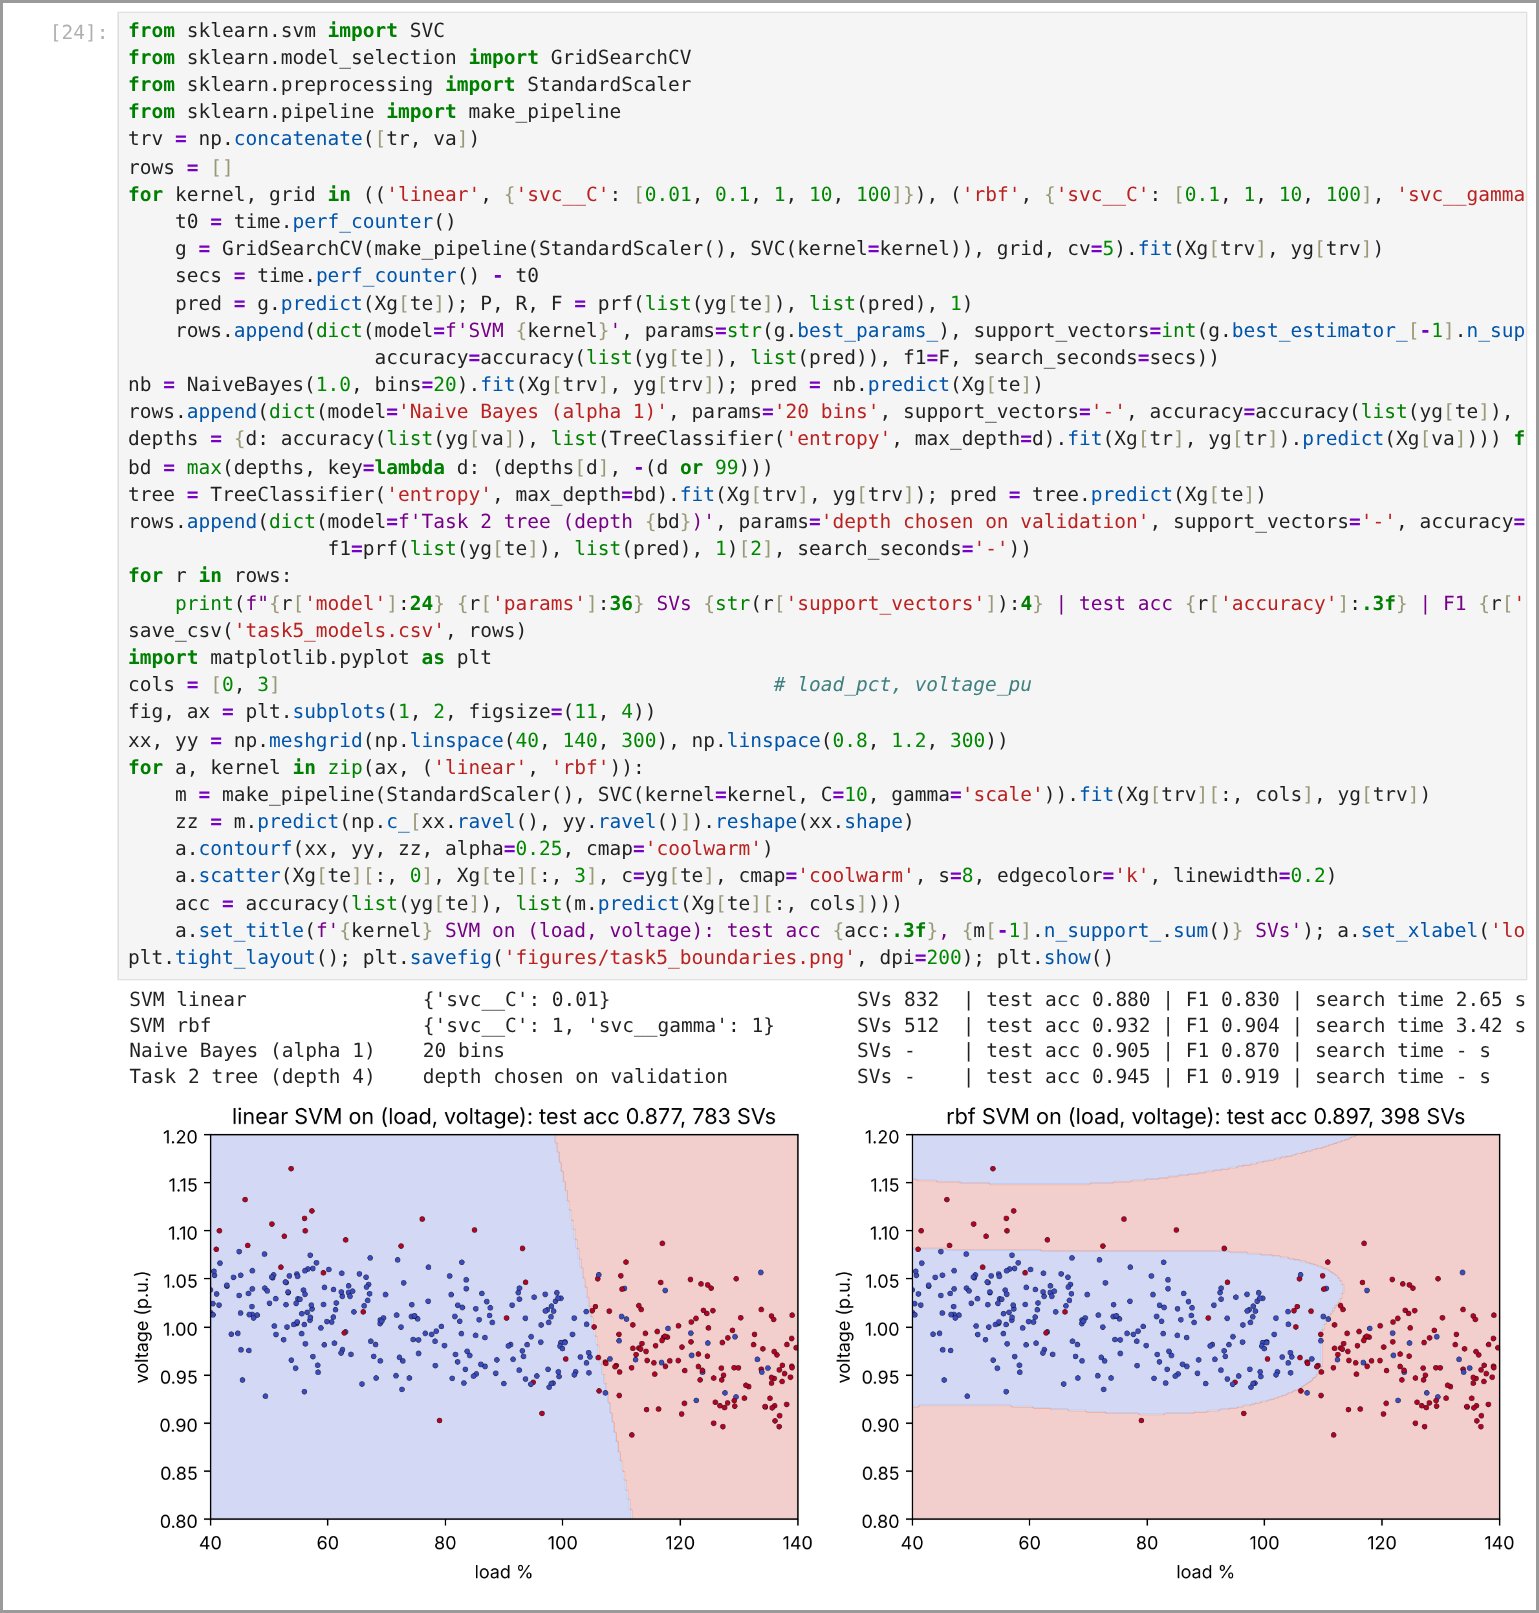 [24]:
from sklearn.svm import SVC
from sklearn.model_selection import GridSearchCV
from sklearn.preprocessing import StandardScaler
from sklearn.pipeline import make_pipeline
trv = np.concatenate([tr, va])
rows = []
for kernel, grid in (('linear', {'svc__C': [0.01, 0.1, 1, 10, 100]}), ('rbf', {'svc__C': [0.1, 1, 10, 100], 'svc__gamma
    t0 = time.perf_counter()
    g = GridSearchCV(make_pipeline(StandardScaler(), SVC(kernel=kernel)), grid, cv=5).fit(Xg[trv], yg[trv])
    secs = time.perf_counter() - t0
    pred = g.predict(Xg[te]); P, R, F = prf(list(yg[te]), list(pred), 1)
    rows.append(dict(model=f'SVM {kernel}', params=str(g.best_params_), support_vectors=int(g.best_estimator_[-1].n_sup
                     accuracy=accuracy(list(yg[te]), list(pred)), f1=F, search_seconds=secs))
nb = NaiveBayes(1.0, bins=20).fit(Xg[trv], yg[trv]); pred = nb.predict(Xg[te])
rows.append(dict(model='Naive Bayes (alpha 1)', params='20 bins', support_vectors='-', accuracy=accuracy(list(yg[te]),
depths = {d: accuracy(list(yg[va]), list(TreeClassifier('entropy', max_depth=d).fit(Xg[tr], yg[tr]).predict(Xg[va]))) f
bd = max(depths, key=lambda d: (depths[d], -(d or 99)))
tree = TreeClassifier('entropy', max_depth=bd).fit(Xg[trv], yg[trv]); pred = tree.predict(Xg[te])
rows.append(dict(model=f'Task 2 tree (depth {bd})', params='depth chosen on validation', support_vectors='-', accuracy=
                 f1=prf(list(yg[te]), list(pred), 1)[2], search_seconds='-'))
for r in rows:
    print(f"{r['model']:24} {r['params']:36} SVs {str(r['support_vectors']):4} | test acc {r['accuracy']:.3f} | F1 {r['
save_csv('task5_models.csv', rows)
import matplotlib.pyplot as plt
cols = [0, 3]                                          # load_pct, voltage_pu
fig, ax = plt.subplots(1, 2, figsize=(11, 4))
xx, yy = np.meshgrid(np.linspace(40, 140, 300), np.linspace(0.8, 1.2, 300))
for a, kernel in zip(ax, ('linear', 'rbf')):
    m = make_pipeline(StandardScaler(), SVC(kernel=kernel, C=10, gamma='scale')).fit(Xg[trv][:, cols], yg[trv])
    zz = m.predict(np.c_[xx.ravel(), yy.ravel()]).reshape(xx.shape)
    a.contourf(xx, yy, zz, alpha=0.25, cmap='coolwarm')
    a.scatter(Xg[te][:, 0], Xg[te][:, 3], c=yg[te], cmap='coolwarm', s=8, edgecolor='k', linewidth=0.2)
    acc = accuracy(list(yg[te]), list(m.predict(Xg[te][:, cols])))
    a.set_title(f'{kernel} SVM on (load, voltage): test acc {acc:.3f}, {m[-1].n_support_.sum()} SVs'); a.set_xlabel('lo
plt.tight_layout(); plt.savefig('figures/task5_boundaries.png', dpi=200); plt.show()
SVM linear               {'svc__C': 0.01}                     SVs 832  | test acc 0.880 | F1 0.830 | search time 2.65 s
SVM rbf                  {'svc__C': 1, 'svc__gamma': 1}       SVs 512  | test acc 0.932 | F1 0.904 | search time 3.42 s
Naive Bayes (alpha 1)    20 bins                              SVs -    | test acc 0.905 | F1 0.870 | search time - s
Task 2 tree (depth 4)    depth chosen on validation           SVs -    | test acc 0.945 | F1 0.919 | search time - s
linear SVM on (load, voltage): test acc 0.877, 783 SVs
1.20
1.15
1.10
1.05
1.00
0.95
0.90
0.85
0.80
voltage (p.u.)
40 60 80 100 120 140
load %
rbf SVM on (load, voltage): test acc 0.897, 398 SVs
1.20
1.15
1.10
1.05
1.00
0.95
0.90
0.85
0.80
voltage (p.u.)
40 60 80 100 120 140
load %